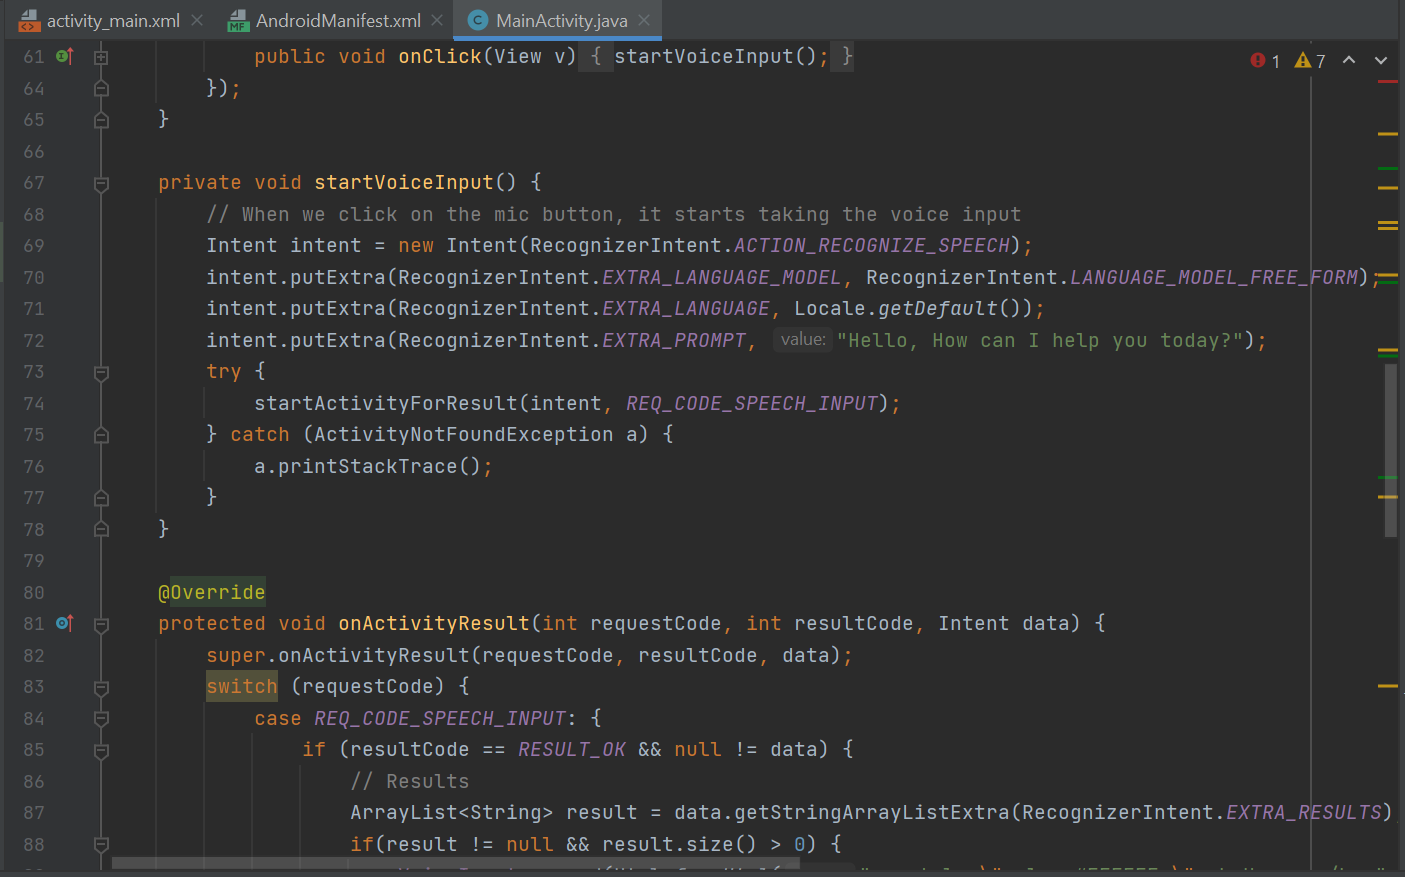 activity_main.xml AndroidManifest.xml MainActivity.java
61 public void onClick(View v) { startVoiceInput(); } 1 7
64 });
65 }
66
67 private void startVoiceInput() {
68 // When we click on the mic button, it starts taking the voice input
69 Intent intent = new Intent(RecognizerIntent.ACTION_RECOGNIZE_SPEECH);
70 intent.putExtra(RecognizerIntent.EXTRA_LANGUAGE_MODEL, RecognizerIntent.LANGUAGE_MODEL_FREE_FORM);
71 intent.putExtra(RecognizerIntent.EXTRA_LANGUAGE, Locale.getDefault());
72 intent.putExtra(RecognizerIntent.EXTRA_PROMPT, value: "Hello, How can I help you today?");
73 try {
74 startActivityForResult(intent, REQ_CODE_SPEECH_INPUT);
75 } catch (ActivityNotFoundException a) {
76 a.printStackTrace();
77 }
78 }
79
80 @Override
81 protected void onActivityResult(int requestCode, int resultCode, Intent data) {
82 super.onActivityResult(requestCode, resultCode, data);
83 switch (requestCode) {
84 case REQ_CODE_SPEECH_INPUT: {
85 if (resultCode == RESULT_OK && null != data) {
86 // Results
87 ArrayList<String> result = data.getStringArrayListExtra(RecognizerIntent.EXTRA_RESULTS)
88 if(result != null && result.size() > 0) {